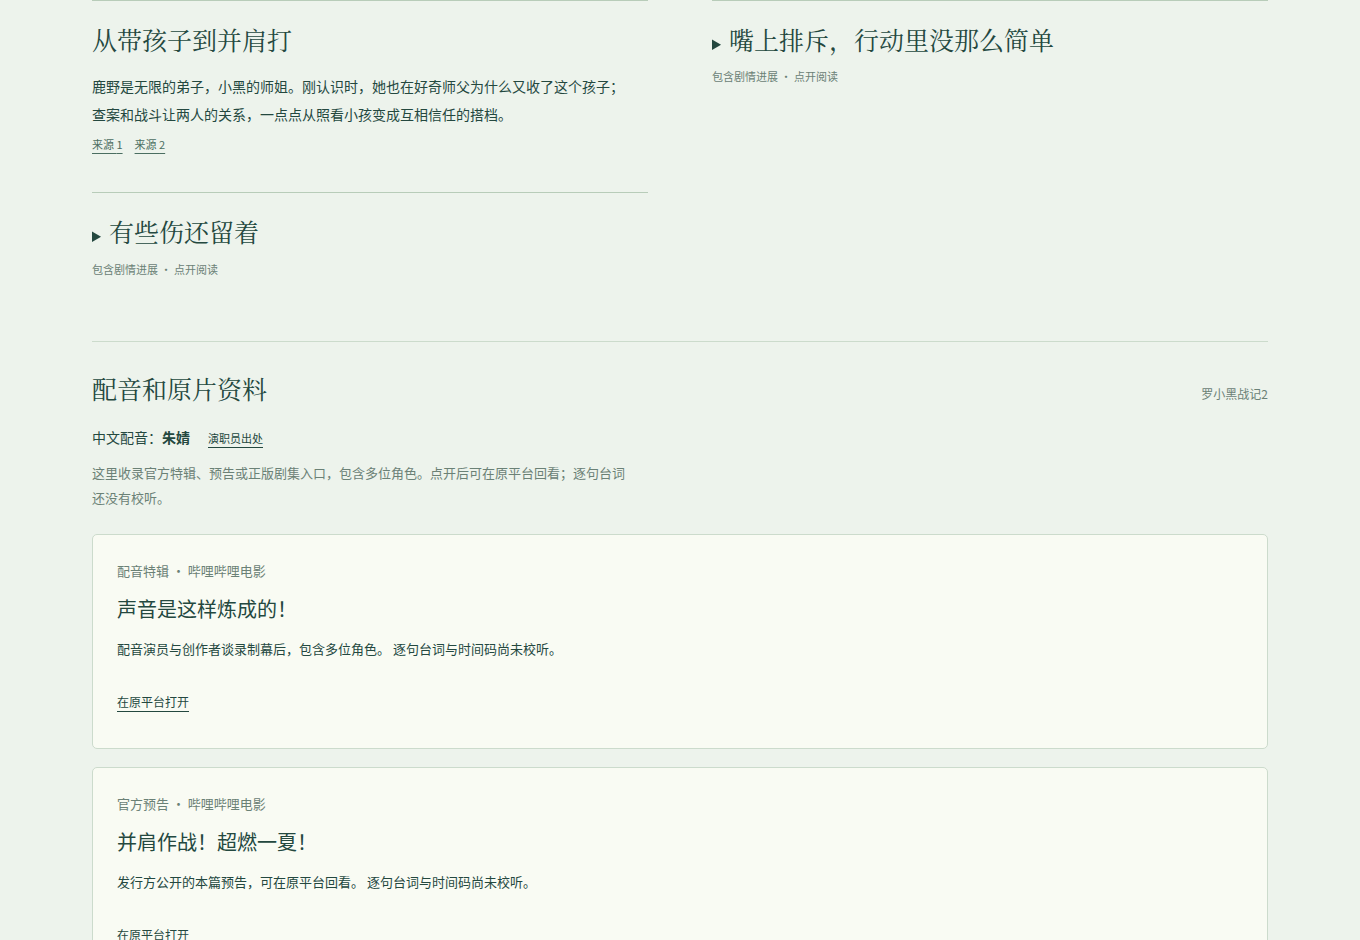 从带孩子到并肩打
鹿野是无限的弟子，小黑的师姐。刚认识时，她也在好奇师父为什么又收了这个孩子；
查案和战斗让两人的关系，一点点从照看小孩变成互相信任的搭档。
来源 1 来源 2
嘴上排斥，行动里没那么简单
包含剧情进展 · 点开阅读
有些伤还留着
包含剧情进展 · 点开阅读
配音和原片资料
罗小黑战记2
中文配音：朱婧 演职员出处
这里收录官方特辑、预告或正版剧集入口，包含多位角色。点开后可在原平台回看；逐句台词
还没有校听。
配音特辑 · 哔哩哔哩电影
声音是这样炼成的！
配音演员与创作者谈录制幕后，包含多位角色。 逐句台词与时间码尚未校听。
在原平台打开
官方预告 · 哔哩哔哩电影
并肩作战！超燃一夏！
发行方公开的本篇预告，可在原平台回看。 逐句台词与时间码尚未校听。
在原平台打开